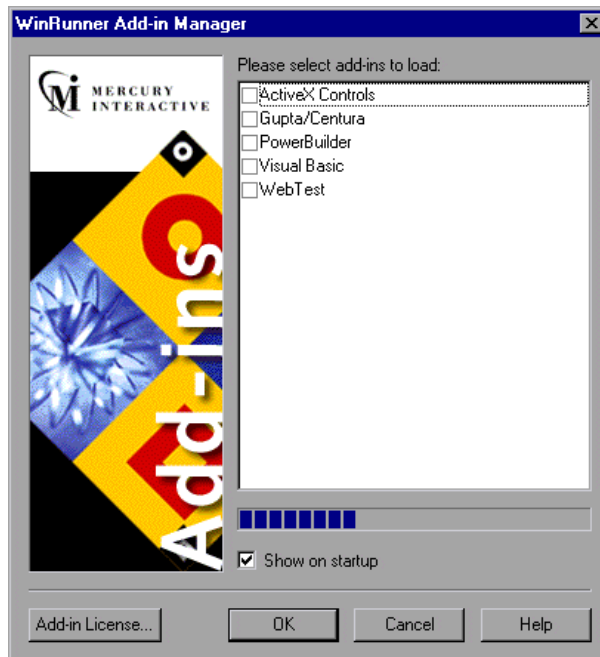 WinRunner Add-in Manager
MERCURY
INTERACTIVE
Add-ins
Please select add-ins to load:
ActiveX Controls
Gupta/Centura
PowerBuilder
Visual Basic
WebTest
Show on startup
Add-in License...
OK
Cancel
Help